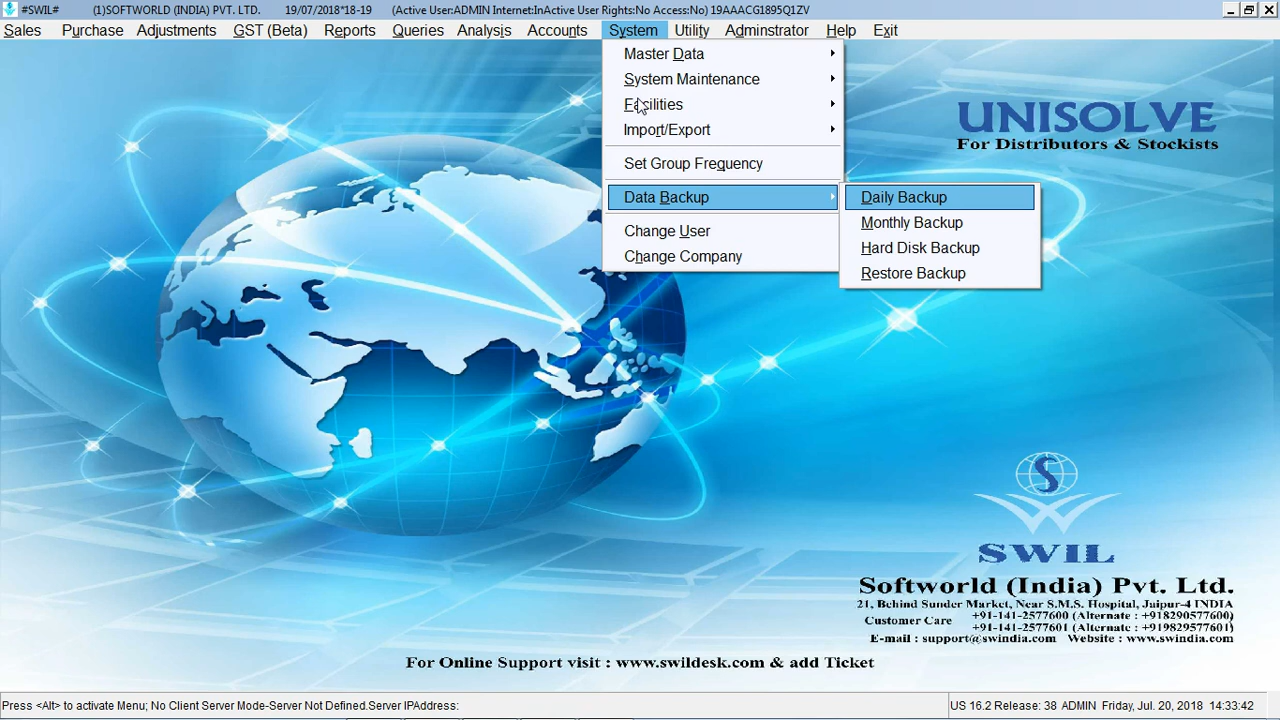 #SWIL# (1)SOFTWORLD (INDIA) PVT. LTD. 19/07/2018*18-19 (Active User:ADMIN Internet:InActive User Rights:No Access:No) 19AAACG1895Q1ZV
Sales Purchase Adjustments GST (Beta) Reports Queries Analysis Accounts System Utility Adminstrator Help Exit
Master Data
System Maintenance
Facilities
Import/Export
Set Group Frequency
Data Backup
Change User
Change Company
Daily Backup
Monthly Backup
Hard Disk Backup
Restore Backup
UNISOLVE
For Distributors & Stockists
S
SWIL
Softworld (India) Pvt. Ltd.
21, Behind Sunder Market, Near S.M.S. Hospital, Jaipur-4 INDIA
Customer Care +91-141-2577600 (Alternate : +918290577600)
+91-141-2577601 (Alternate : +919829577601)
E-mail : support@swindia.com Website : www.swindia.com
For Online Support visit : www.swildesk.com & add Ticket
Press <Alt> to activate Menu; No Client Server Mode-Server Not Defined.Server IPAddress:
US 16.2 Release: 38 ADMIN Friday, Jul. 20, 2018 14:33:42